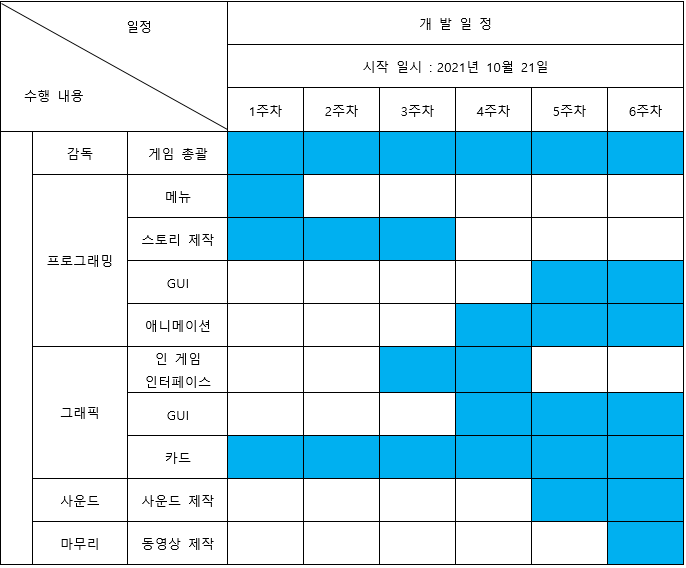 일정
수행 내용
개 발 일 정
시작 일시 : 2021년 10월 21일
1주차 2주차 3주차 4주차 5주차 6주차
감독 게임 총괄
프로그래밍
메뉴
스토리 제작
GUI
애니메이션
그래픽
인 게임
인터페이스
GUI
카드
사운드 사운드 제작
마무리 동영상 제작